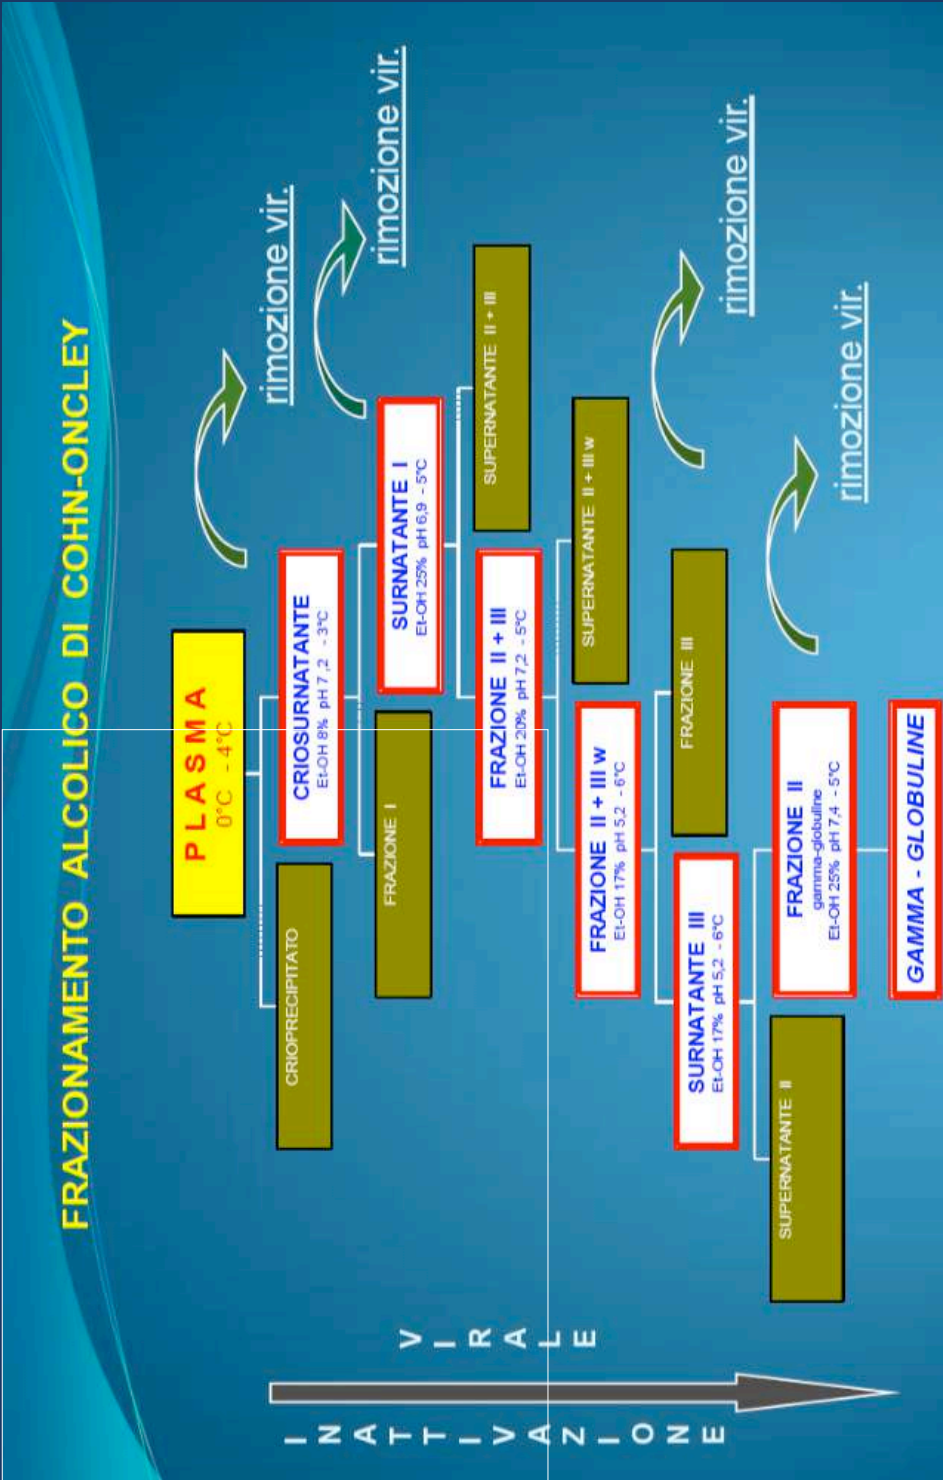 FRAZIONAMENTO ALCOLICO DI COHN-ONCLEY
PLASMA
0°C - 4°C
rimozione vir.
CRIOPRECIPITATO
CRIOSURNATANTE
Et-OH 8% pH 7,2 - 3°C
rimozione vir.
FRAZIONE I
SURNATANTE I
Et-OH 25% pH 6,9 - 5°C
FRAZIONE II + III
Et-OH 20% pH 7,2 - 5°C
SUPERNATANTE II + III
FRAZIONE II + III w
Et-OH 17% pH 5,2 - 6°C
SUPERNATANTE II + III w
rimozione vir.
SURNATANTE III
Et-OH 17% pH 5,2 - 6°C
FRAZIONE III
rimozione vir.
SUPERNATANTE II
FRAZIONE II
gamma-globuline
Et-OH 25% pH 7,4 - 5°C
GAMMA - GLOBULINE
INATTIVAZIONE
VIRALE